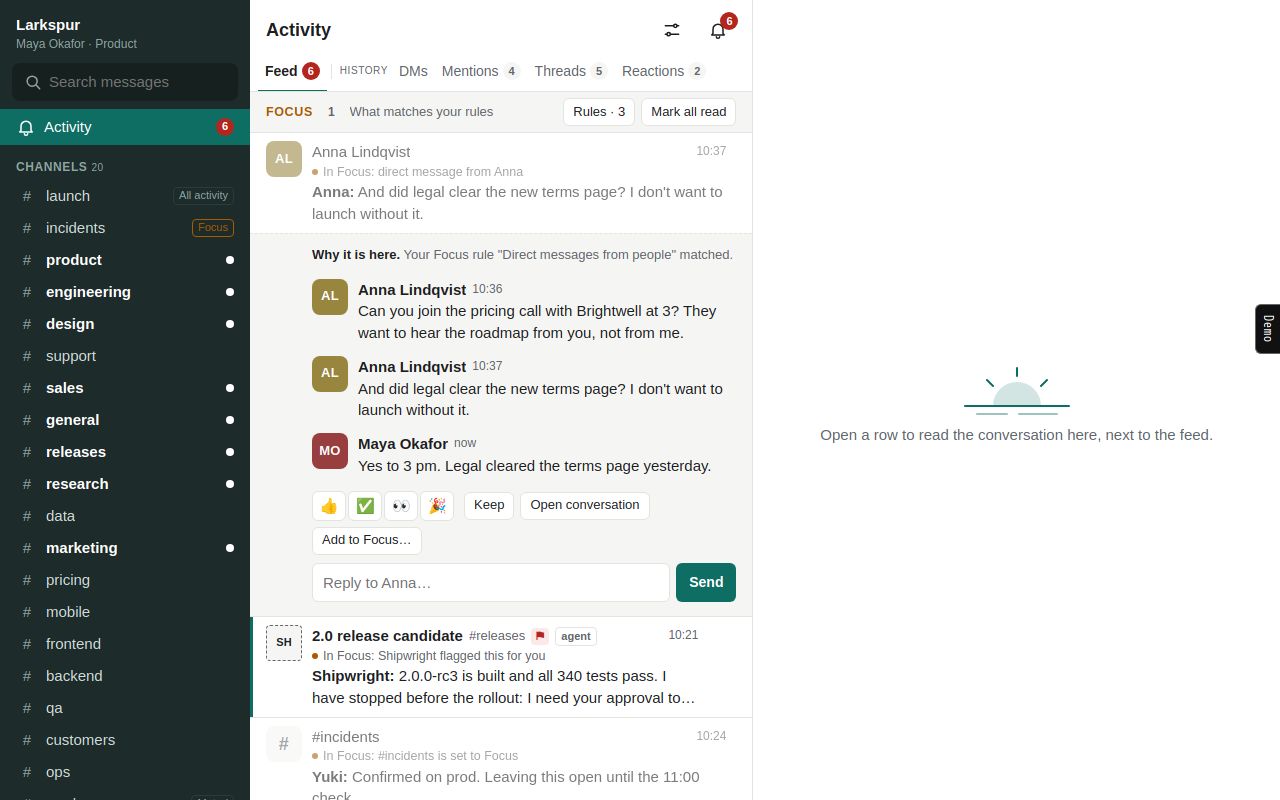 Larkspur
Maya Okafor · Product
Search messages
Activity 6
CHANNELS 20
# launch All activity
# incidents Focus
# product
# engineering
# design
# support
# sales
# general
# releases
# research
# data
# marketing
# pricing
# mobile
# frontend
# backend
# qa
# customers
# ops
Activity
6
Feed 6 HISTORY DMs Mentions 4 Threads 5 Reactions 2
FOCUS 1 What matches your rules Rules · 3 Mark all read
AL Anna Lindqvist 10:37
In Focus: direct message from Anna
Anna: And did legal clear the new terms page? I don't want to
launch without it.
Why it is here. Your Focus rule "Direct messages from people" matched.
AL Anna Lindqvist 10:36
Can you join the pricing call with Brightwell at 3? They
want to hear the roadmap from you, not from me.
AL Anna Lindqvist 10:37
And did legal clear the new terms page? I don't want to
launch without it.
MO Maya Okafor now
Yes to 3 pm. Legal cleared the terms page yesterday.
Keep Open conversation
Add to Focus…
Reply to Anna… Send
SH 2.0 release candidate #releases agent 10:21
In Focus: Shipwright flagged this for you
Shipwright: 2.0.0-rc3 is built and all 340 tests pass. I
have stopped before the rollout: I need your approval to…
# #incidents 10:24
In Focus: #incidents is set to Focus
Yuki: Confirmed on prod. Leaving this open until the 11:00
check.
Open a row to read the conversation here, next to the feed.
Demo